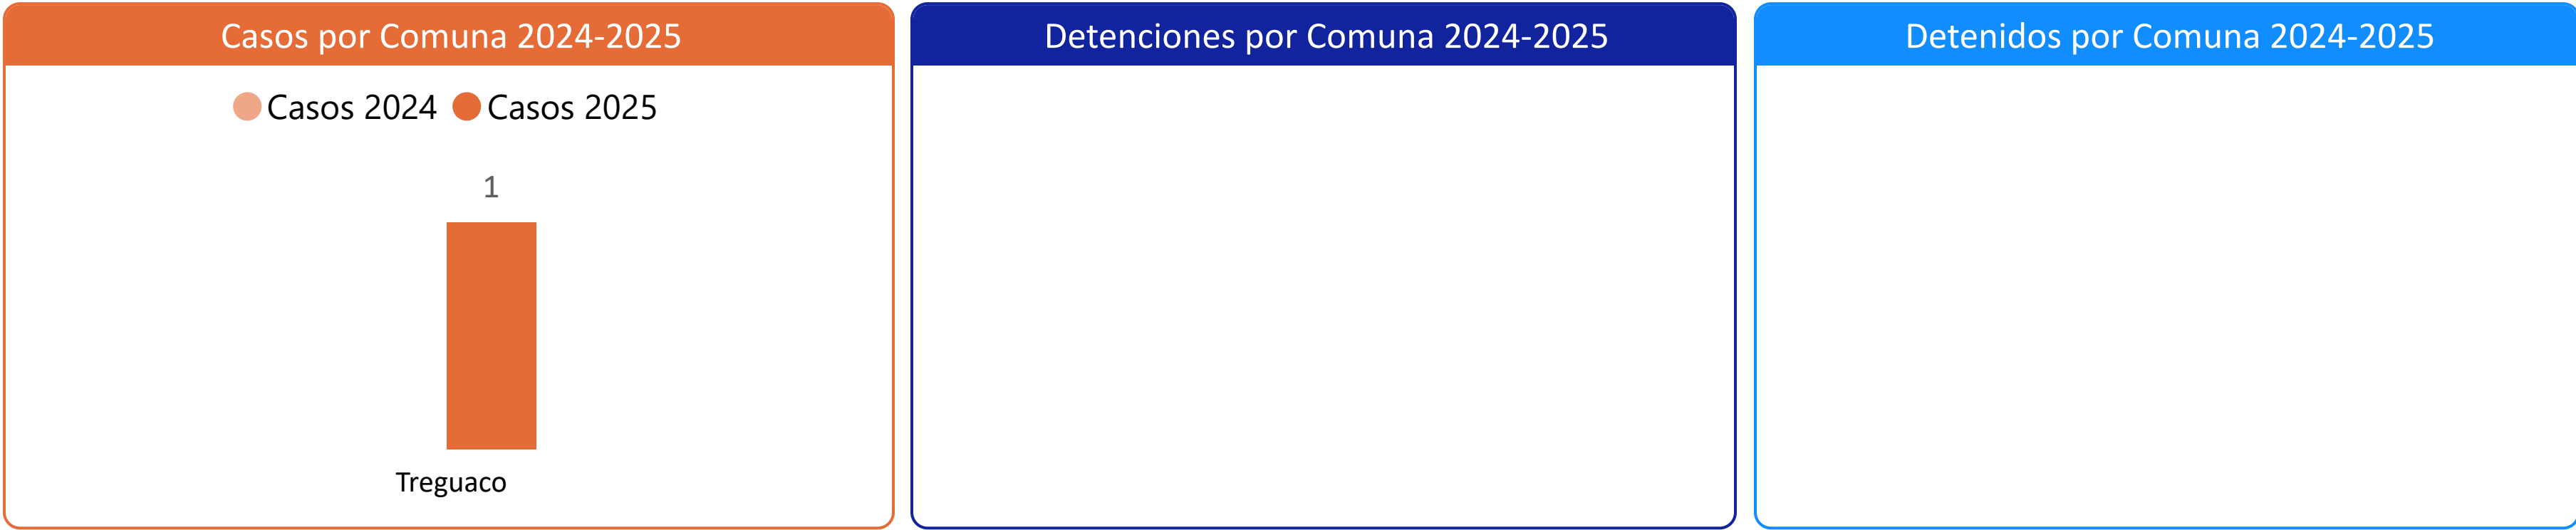 Casos por Comuna 2024-2025
Casos 2024 Casos 2025
1
Treguaco
Detenciones por Comuna 2024-2025
Detenidos por Comuna 2024-2025